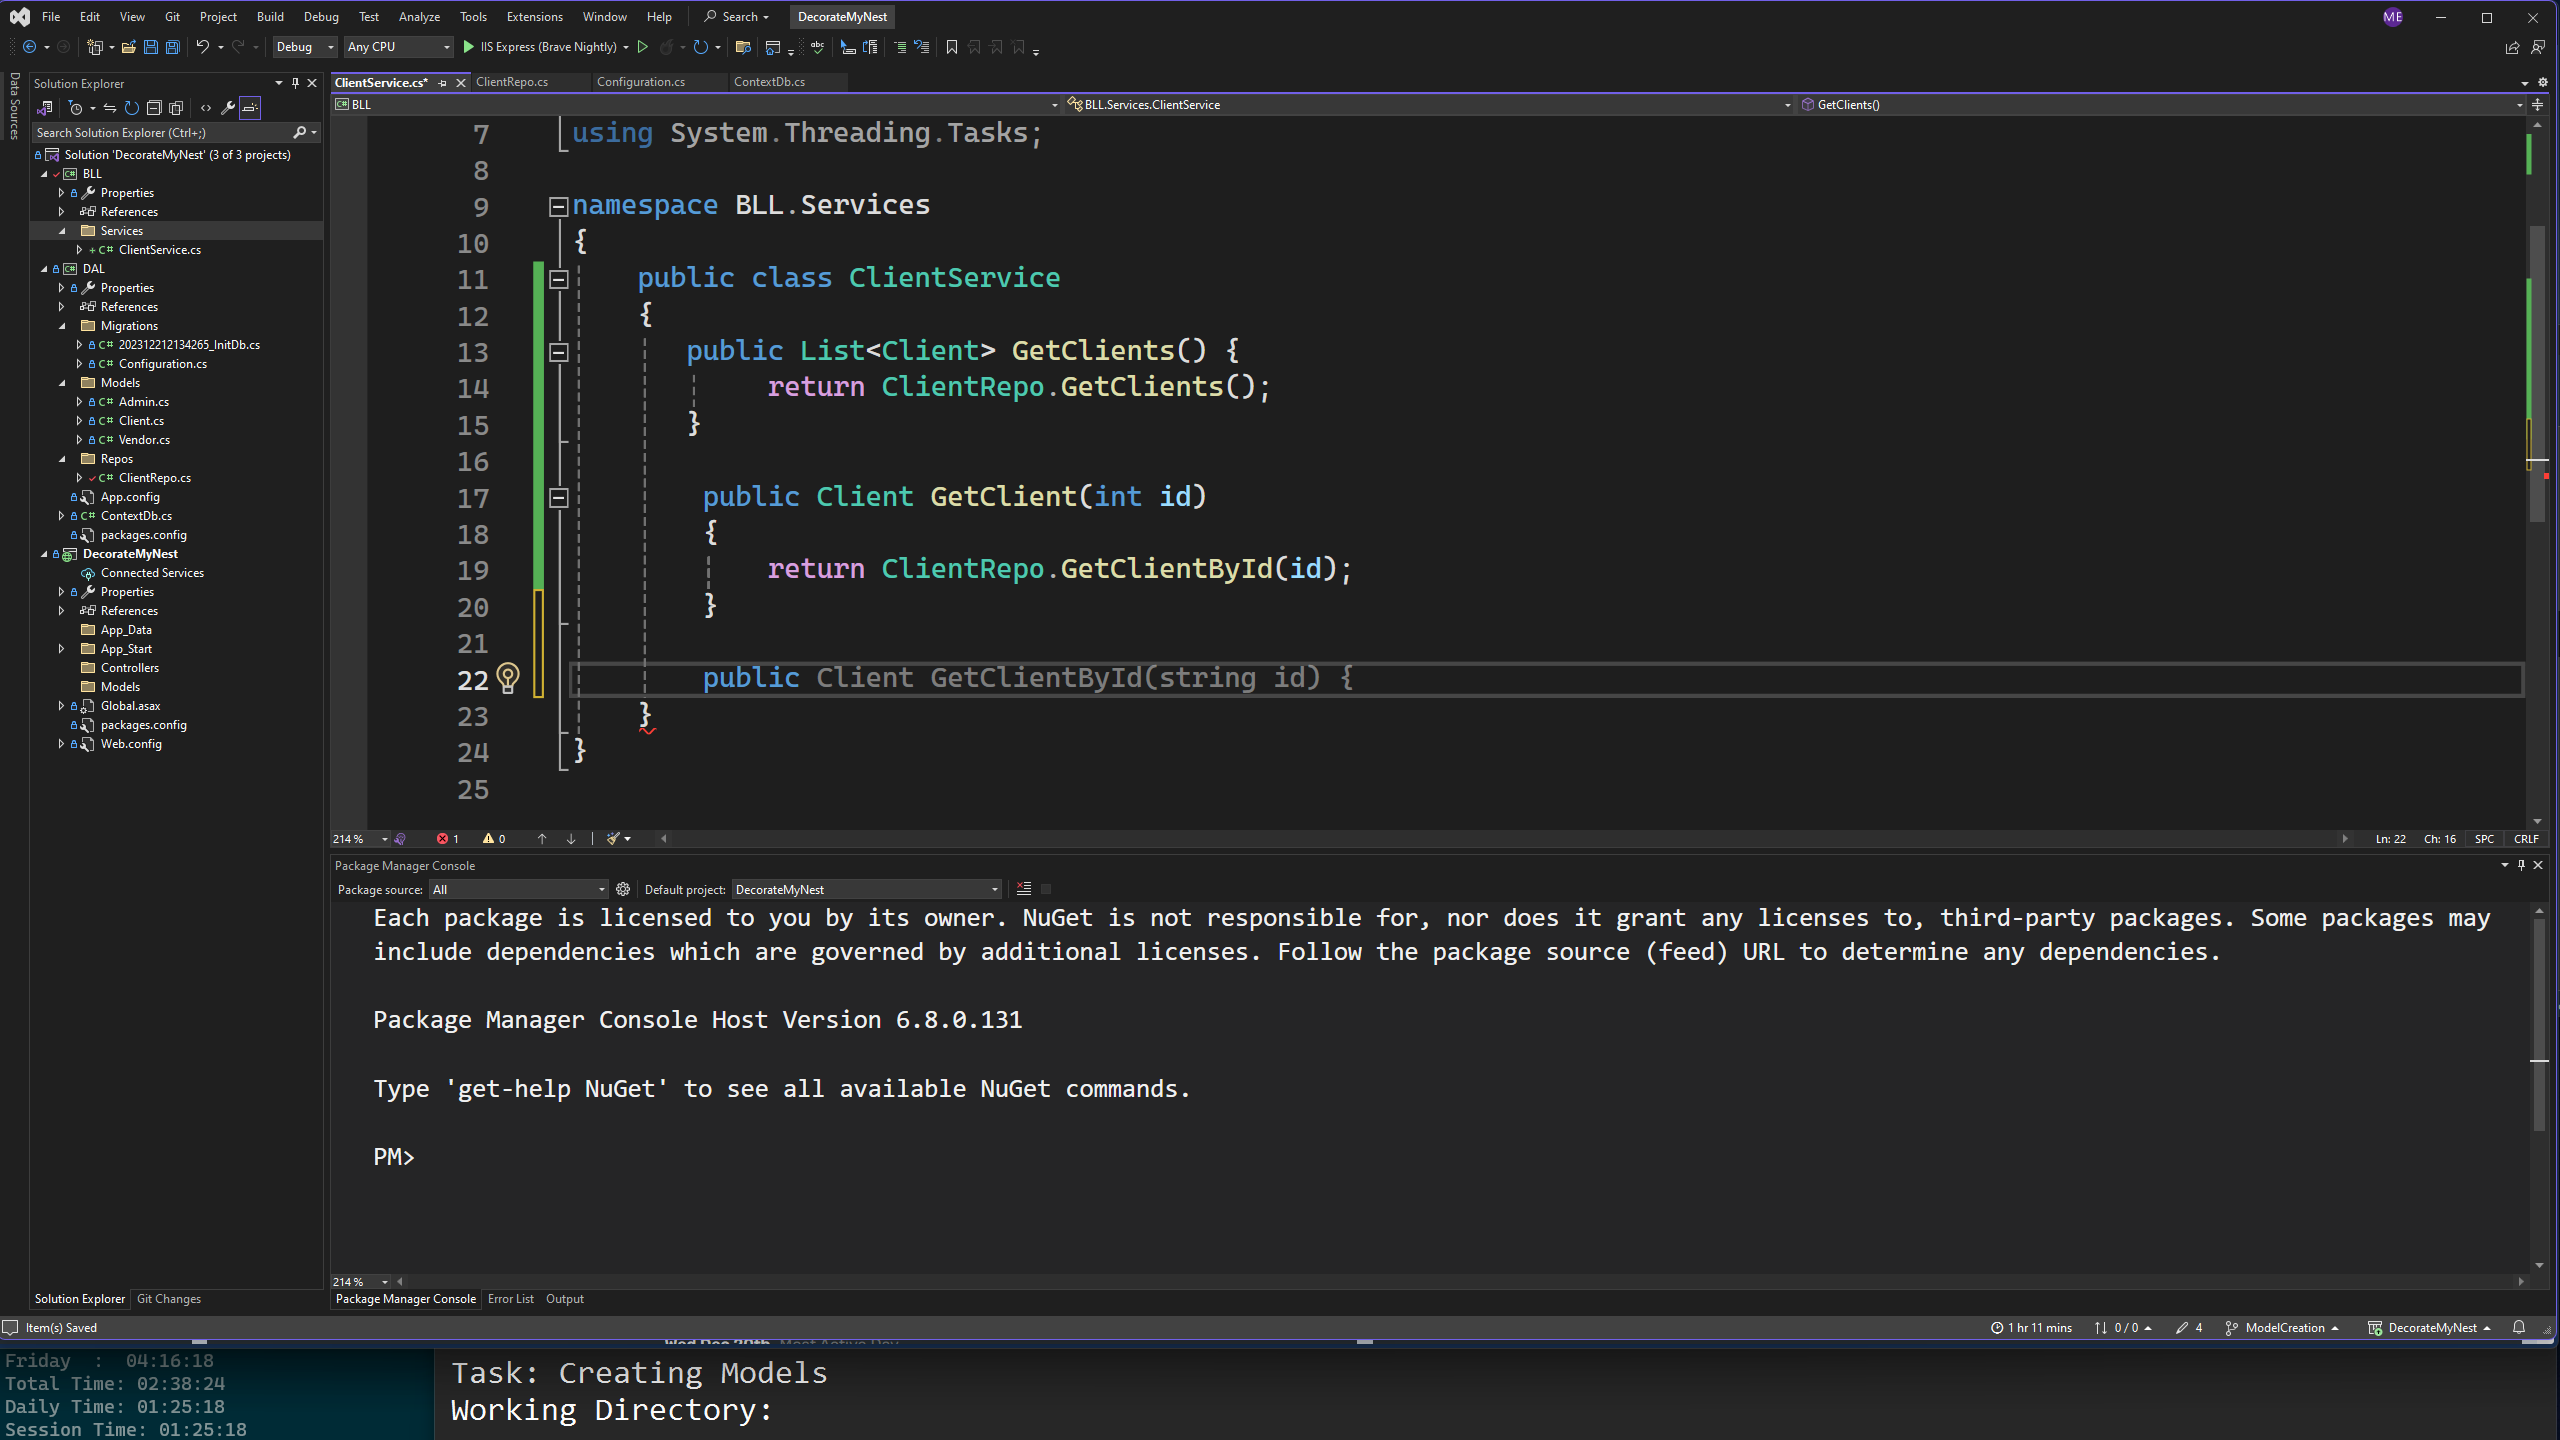 File Edit View Git Project Build Debug Test Analyze Tools Extensions Window Help Search DecorateMyNest ME
Debug Any CPU IIS Express (Brave Nightly)
Data Sources
Solution Explorer
Search Solution Explorer (Ctrl+;)
Solution 'DecorateMyNest' (3 of 3 projects)
BLL
Properties
References
Services
C# ClientService.cs
DAL
Properties
References
Migrations
C# 202312212134265_InitDb.cs
C# Configuration.cs
Models
C# Admin.cs
C# Client.cs
C# Vendor.cs
Repos
C# ClientRepo.cs
App.config
C# ContextDb.cs
packages.config
DecorateMyNest
Connected Services
Properties
References
App_Data
App_Start
Controllers
Models
Global.asax
packages.config
Web.config
Solution Explorer Git Changes
ClientService.cs* ClientRepo.cs Configuration.cs ContextDb.cs
BLL BLL.Services.ClientService GetClients()
7 using System.Threading.Tasks;
8
9 namespace BLL.Services
10 {
11 public class ClientService
12 {
13 public List<Client> GetClients() {
14 return ClientRepo.GetClients();
15 }
16
17 public Client GetClient(int id)
18 {
19 return ClientRepo.GetClientById(id);
20 }
21
22 public Client GetClientById(string id) {
23 }
24 }
25
214 % 1 0 Ln: 22 Ch: 16 SPC CRLF
Package Manager Console
Package source: All Default project: DecorateMyNest
Each package is licensed to you by its owner. NuGet is not responsible for, nor does it grant any licenses to, third-party packages. Some packages may
include dependencies which are governed by additional licenses. Follow the package source (feed) URL to determine any dependencies.
Package Manager Console Host Version 6.8.0.131
Type 'get-help NuGet' to see all available NuGet commands.
PM>
214 %
Package Manager Console Error List Output
Item(s) Saved 1 hr 11 mins 0 / 0 4 ModelCreation DecorateMyNest
Wed Dec 20th Most Active Day
Friday : 04:16:18
Total Time: 02:38:24
Daily Time: 01:25:18
Session Time: 01:25:18
Task: Creating Models
Working Directory: